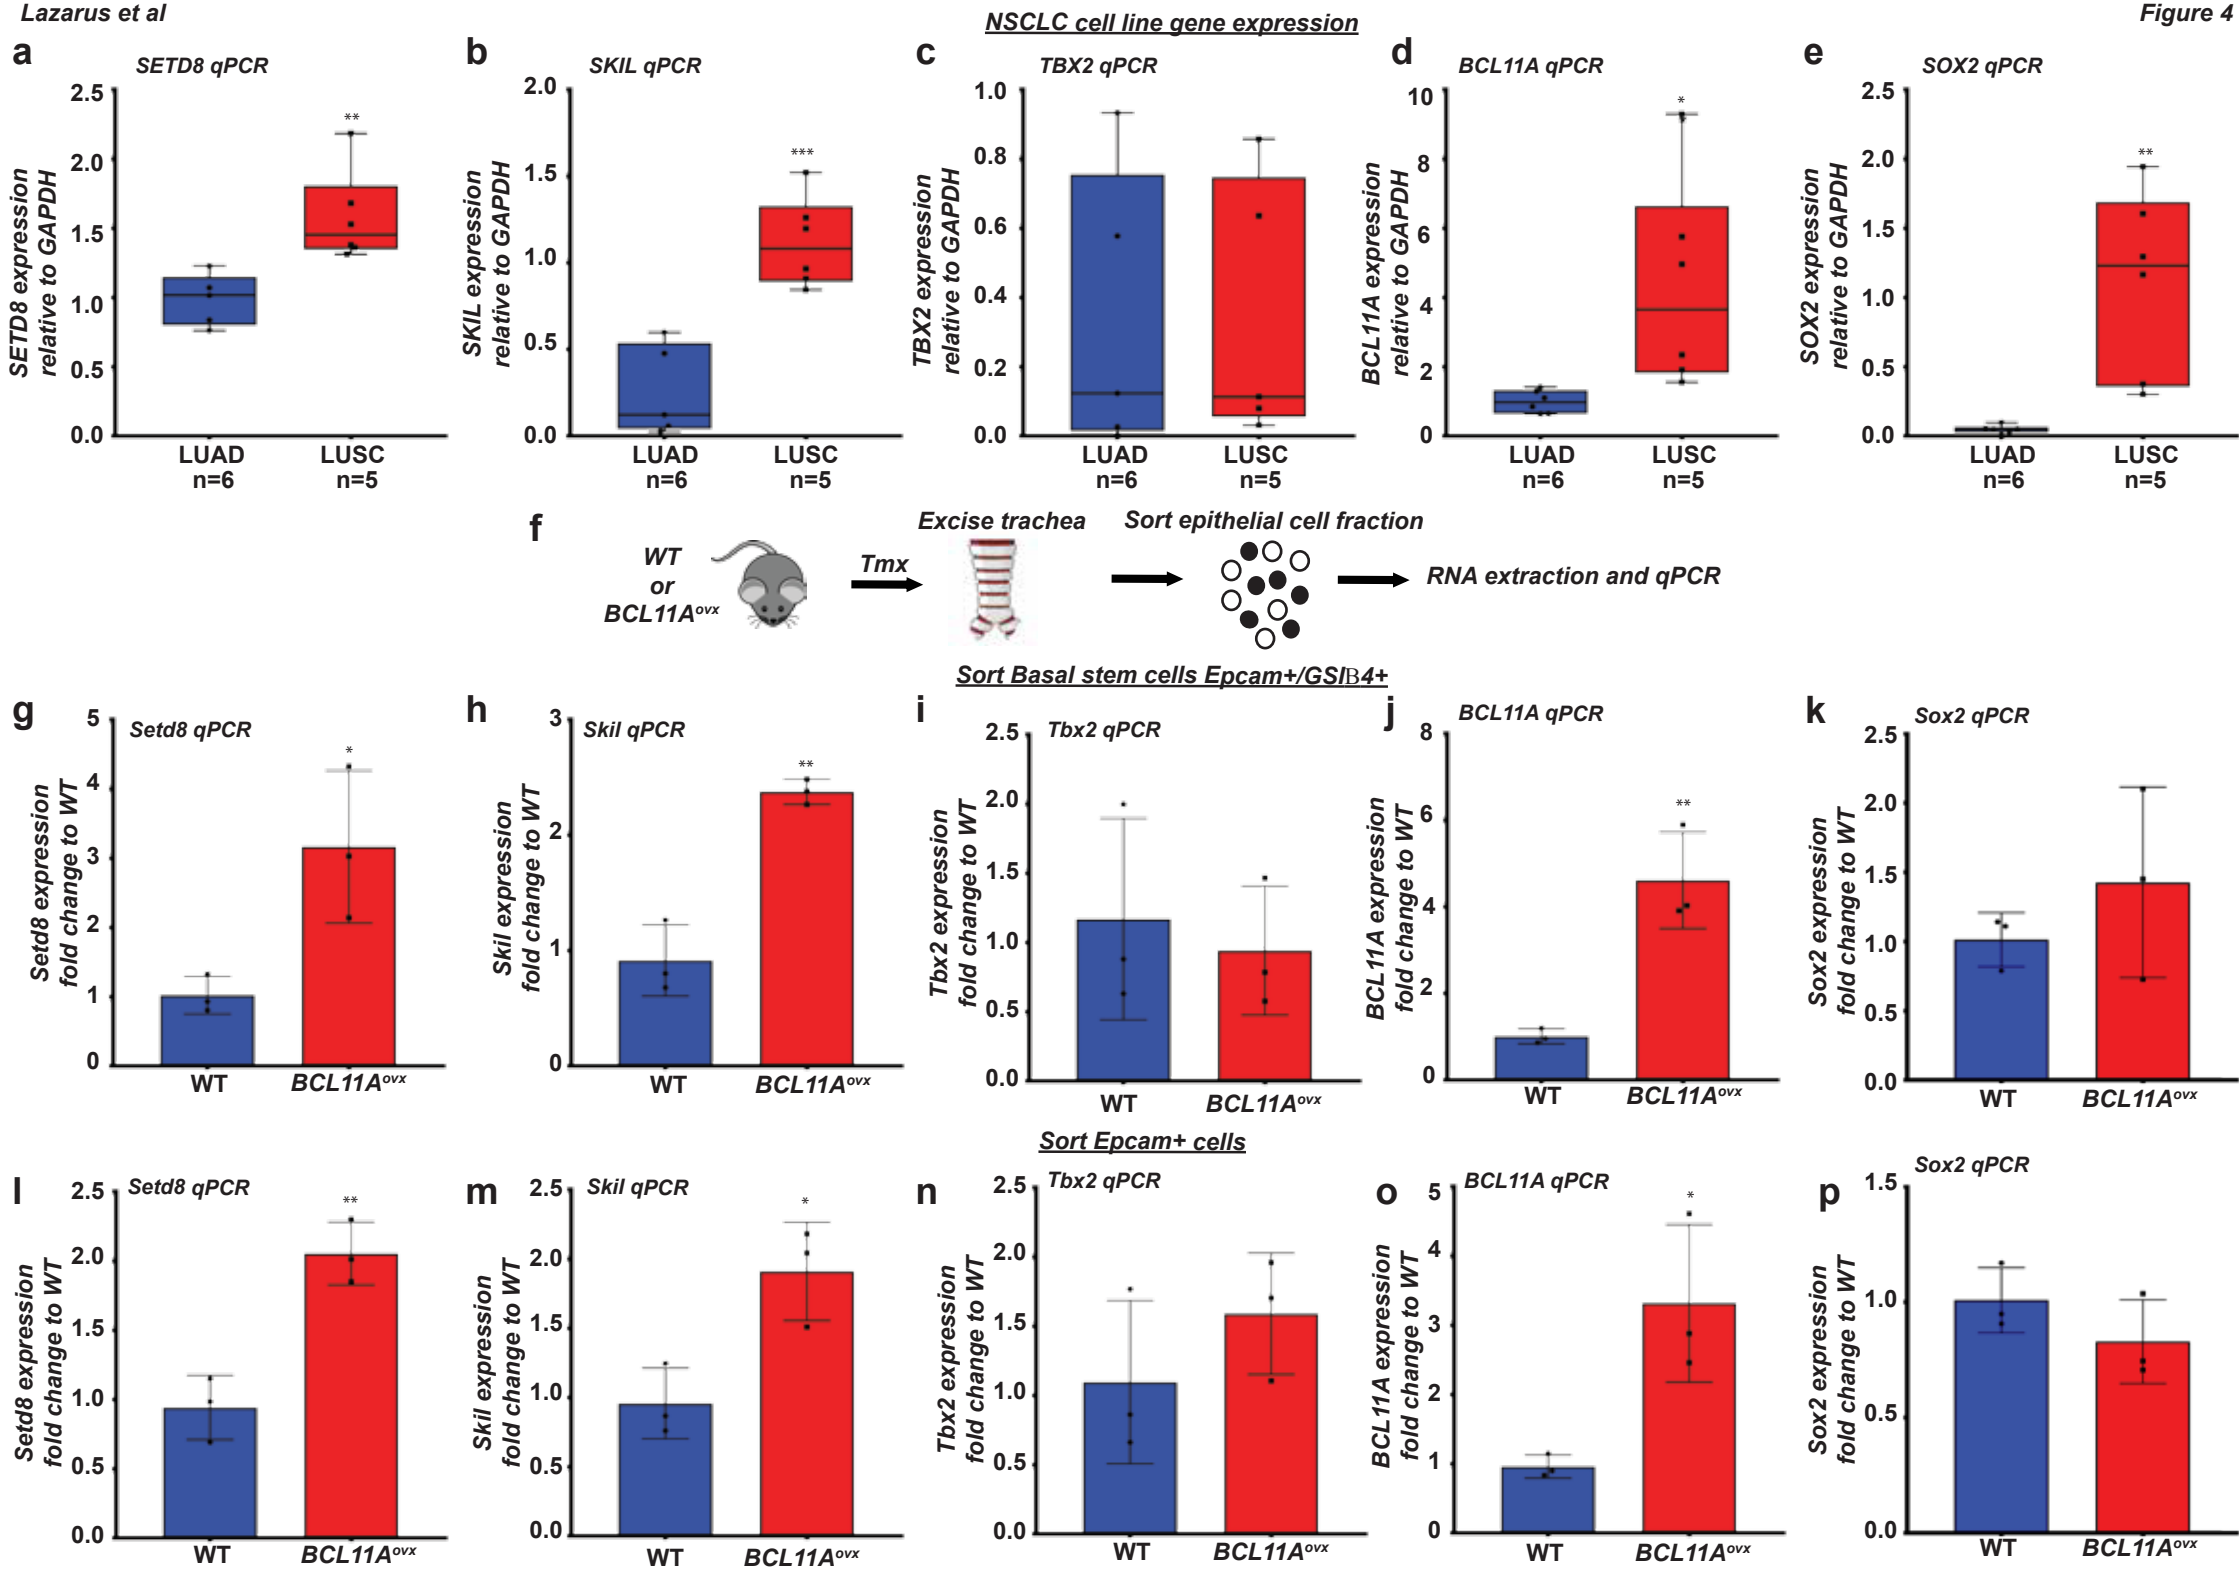 Lazarus et al
Figure 4
NSCLC cell line gene expression
a
SETD8 qPCR
SETD8 expression
relative to GAPDH
2.5
2.0
1.5
1.0
0.5
0.0
**
LUAD
n=6
LUSC
n=5
b
SKIL qPCR
SKIL expression
relative to GAPDH
2.0
1.5
1.0
0.5
0.0
***
LUAD
n=6
LUSC
n=5
c
TBX2 qPCR
TBX2 expression
relative to GAPDH
1.0
0.8
0.6
0.4
0.2
0.0
LUAD
n=6
LUSC
n=5
d
BCL11A qPCR
BCL11A expression
relative to GAPDH
10
8
6
4
2
0
*
LUAD
n=6
LUSC
n=5
e
SOX2 qPCR
SOX2 expression
relative to GAPDH
2.5
2.0
1.5
1.0
0.5
0.0
**
LUAD
n=6
LUSC
n=5
f
WT
or
BCL11Aovx
Tmx
Excise trachea
Sort epithelial cell fraction
RNA extraction and qPCR
Sort Basal stem cells Epcam+/GSIB4+
g
Setd8 qPCR
Setd8 expression
fold change to WT
5
4
3
2
1
0
*
WT
BCL11Aovx
h
Skil qPCR
Skil expression
fold change to WT
3
2
1
0
**
WT
BCL11Aovx
i
Tbx2 qPCR
Tbx2 expression
fold change to WT
2.5
2.0
1.5
1.0
0.5
0.0
WT
BCL11Aovx
j
BCL11A qPCR
BCL11A expression
fold change to WT
8
6
4
2
0
**
WT
BCL11Aovx
k
Sox2 qPCR
Sox2 expression
fold change to WT
2.5
2.0
1.5
1.0
0.5
0.0
WT
BCL11Aovx
Sort Epcam+ cells
l
Setd8 qPCR
Setd8 expression
fold change to WT
2.5
2.0
1.5
1.0
0.5
0.0
**
WT
BCL11Aovx
m
Skil qPCR
Skil expression
fold change to WT
2.5
2.0
1.5
1.0
0.5
0.0
*
WT
BCL11Aovx
n
Tbx2 qPCR
Tbx2 expression
fold change to WT
2.5
2.0
1.5
1.0
0.5
0.0
WT
BCL11Aovx
o
BCL11A qPCR
BCL11A expression
fold change to WT
5
4
3
2
1
0
*
WT
BCL11Aovx
p
Sox2 qPCR
Sox2 expression
fold change to WT
1.5
1.0
0.5
0.0
WT
BCL11Aovx